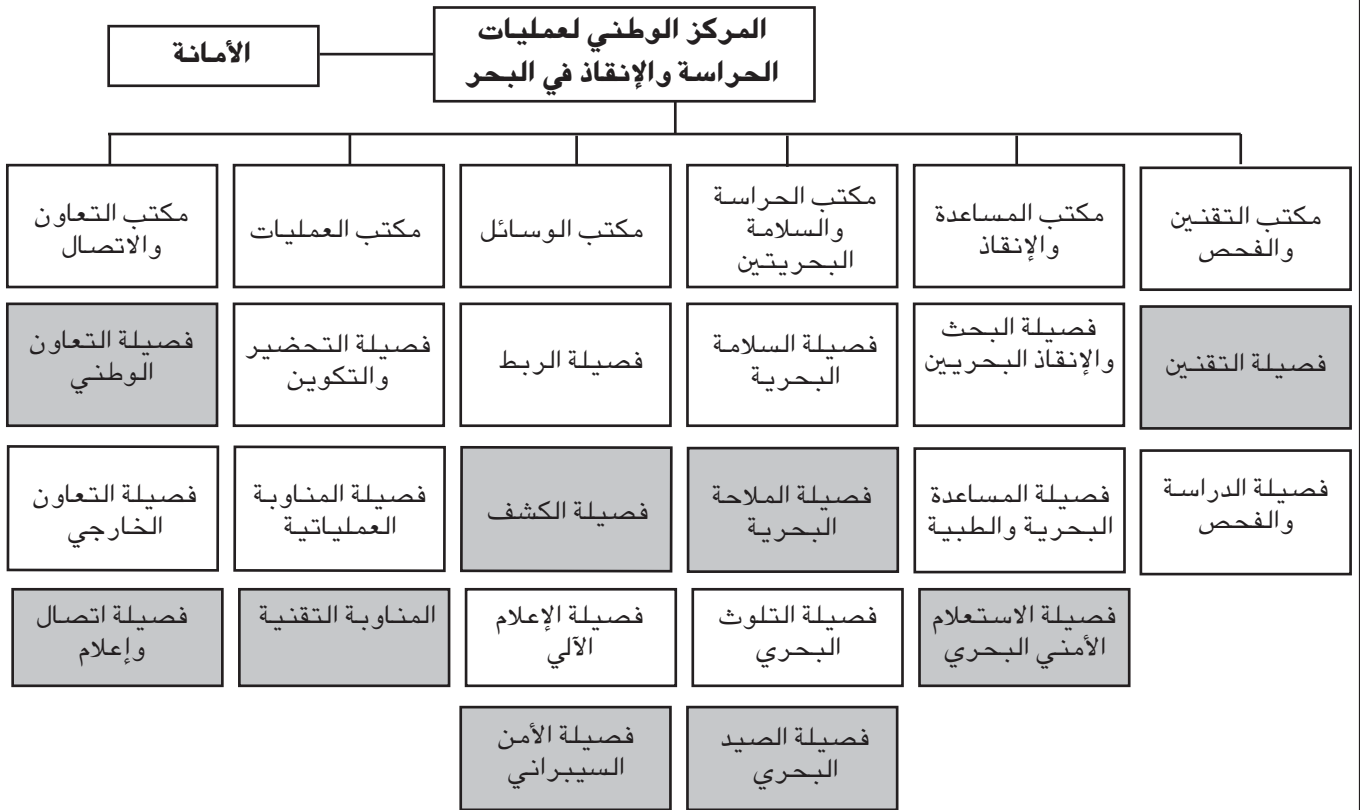 المركز الوطني لعمليات
الحراسة والإنقاذ في البحر
الأمانة
مكتب التقنين
والفحص
مكتب المساعدة
والإنقاذ
مكتب الحراسة
والسلامة
البحريتين
مكتب الوسائل
مكتب العمليات
مكتب التعاون
والاتصال
فصيلة التقنين
فصيلة البحث
والإنقاذ البحريين
فصيلة السلامة
البحرية
فصيلة الربط
فصيلة التحضير
والتكوين
فصيلة التعاون
الوطني
فصيلة الدراسة
والفحص
فصيلة المساعدة
البحرية والطبية
فصيلة الملاحة
البحرية
فصيلة الكشف
فصيلة المناوبة
العملياتية
فصيلة التعاون
الخارجي
فصيلة الاستعلام
الأمني البحري
فصيلة التلوث
البحري
فصيلة الإعلام
الآلي
المناوبة التقنية
فصيلة اتصال
وإعلام
فصيلة الصيد
البحري
فصيلة الأمن
السيبراني